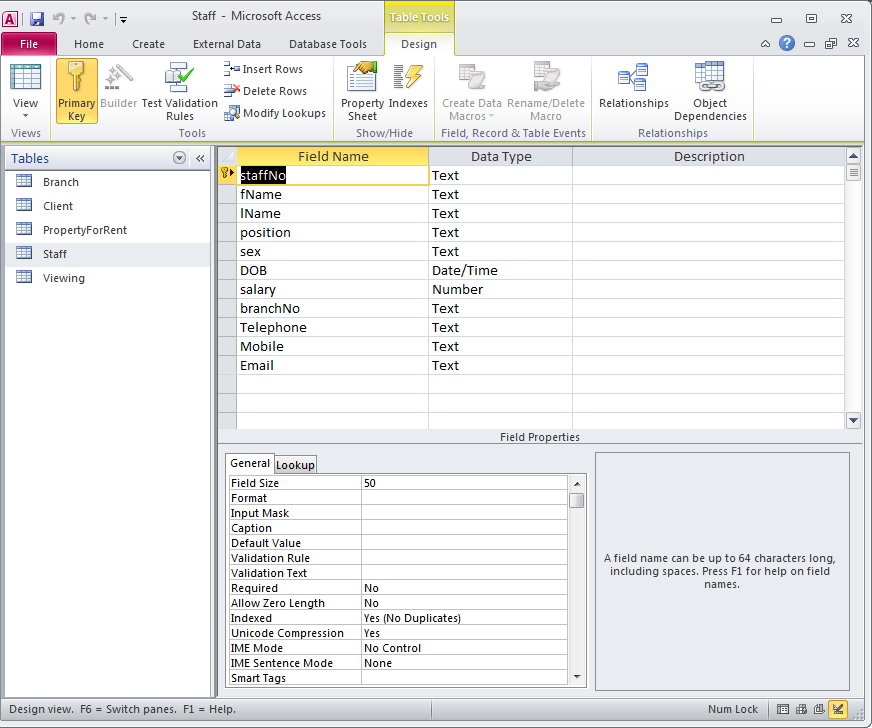 Staff - Microsoft Access
Table Tools
File Home Create External Data Database Tools Design
View
Primary Key
Builder
Test Validation Rules
Insert Rows
Delete Rows
Modify Lookups
Property Sheet
Indexes
Create Data Macros
Rename/Delete Macro
Relationships
Object Dependencies
Views Tools Show/Hide Field, Record & Table Events Relationships
Tables
Branch
Client
PropertyForRent
Staff
Viewing
Field Name Data Type Description
staffNo Text
fName Text
lName Text
position Text
sex Text
DOB Date/Time
salary Number
branchNo Text
Telephone Text
Mobile Text
Email Text
Field Properties
General Lookup
Field Size 50
Format
Input Mask
Caption
Default Value
Validation Rule
Validation Text
Required No
Allow Zero Length No
Indexed Yes (No Duplicates)
Unicode Compression Yes
IME Mode No Control
IME Sentence Mode None
Smart Tags
A field name can be up to 64 characters long,
including spaces. Press F1 for help on field
names.
Design view. F6 = Switch panes. F1 = Help. Num Lock